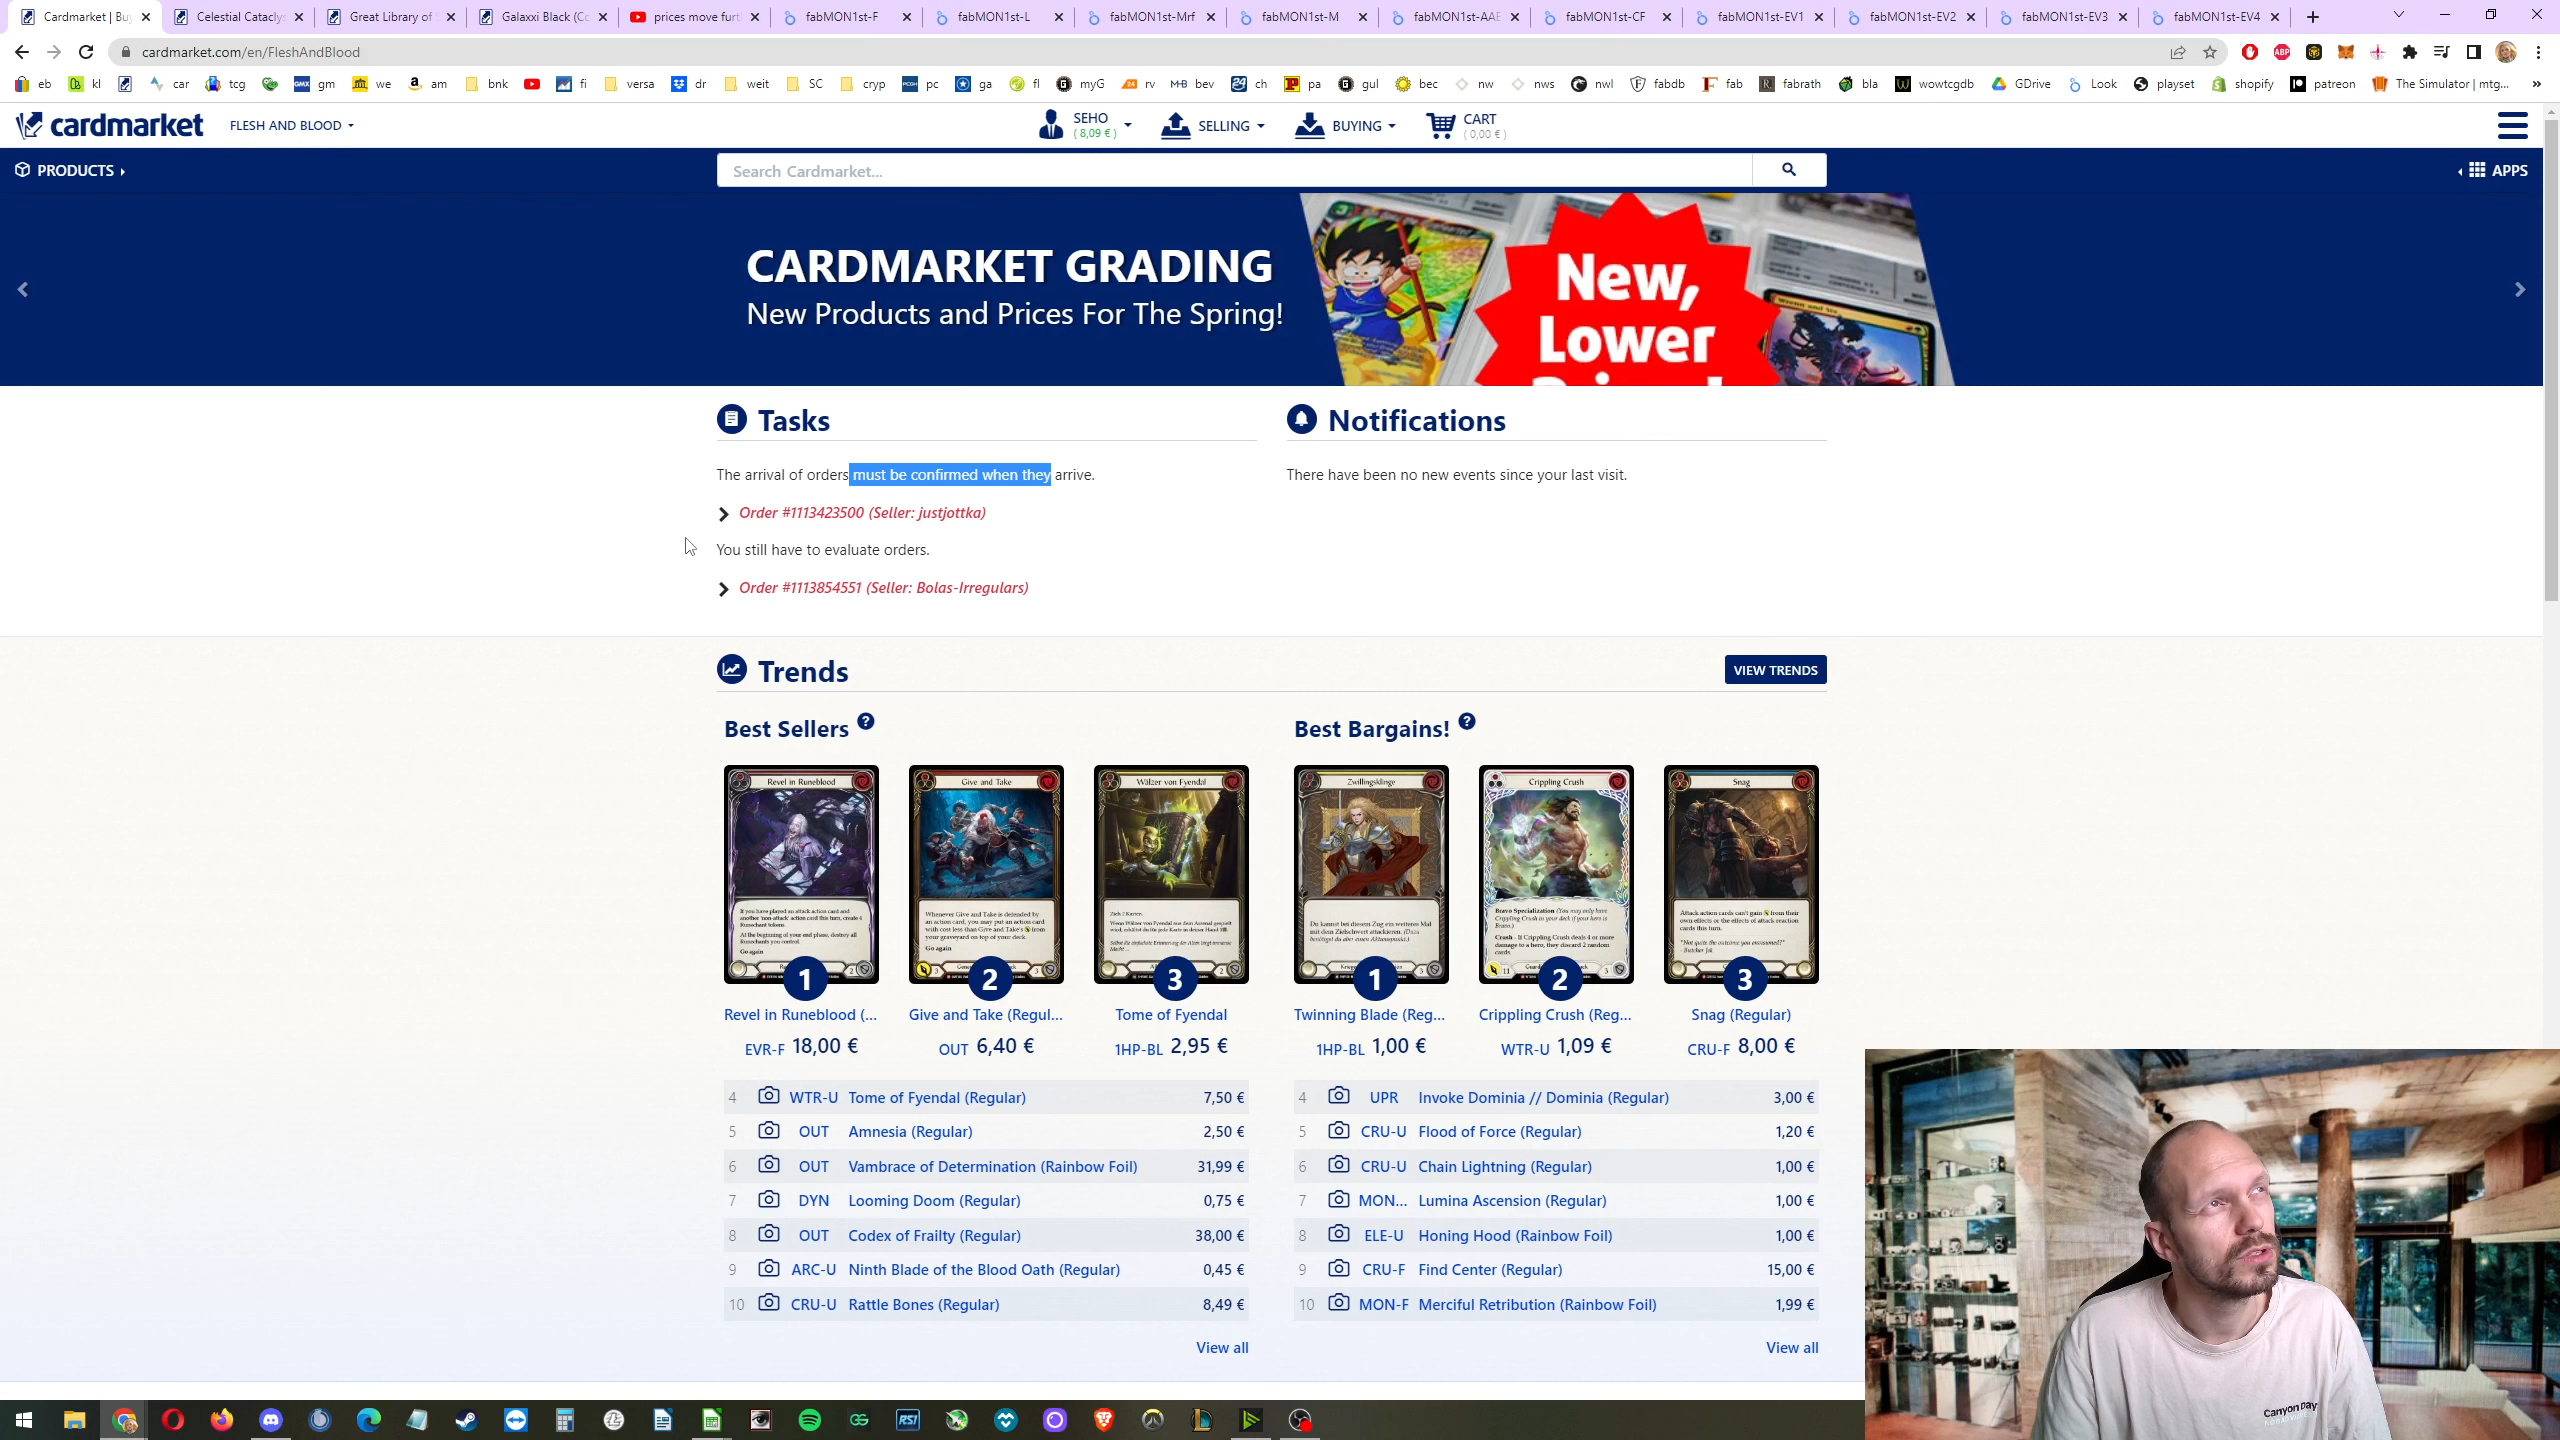 Cardmarket | Bu
Celestial Cataclys
Great Library of
Galaxxi Black (Co
prices move furt
fabMON1st-F
fabMON1st-L
fabMON1st-Mrf
fabMON1st-M
fabMON1st-AAE
fabMON1st-CF
fabMON1st-EV1
fabMON1st-EV2
fabMON1st-EV3
fabMON1st-EV4
cardmarket.com/en/FleshAndBlood
eb kl car tcg gm we am bnk fi versa dr weit SC cryp pc ga fl myG rv bev ch pa gul bec nw nws nwl fabdb fab fabrath bla wowtcgdb GDrive Look playset shopify patreon The Simulator | mtg... »
cardmarket
FLESH AND BLOOD
SEHO
( 8,09 € )
SELLING
BUYING
CART
( 0,00 € )
PRODUCTS
Search Cardmarket...
APPS
CARDMARKET GRADING
New Products and Prices For The Spring!
New,
Lower
Tasks
The arrival of orders must be confirmed when they arrive.
Order #1113423500 (Seller: justjottka)
You still have to evaluate orders.
Order #1113854551 (Seller: Bolas-Irregulars)
Notifications
There have been no new events since your last visit.
Trends
VIEW TRENDS
Best Sellers ?
Revel in Runeblood
Give and Take
Wälzer von Fyendal
1
2
3
Revel in Runeblood (...
Give and Take (Regul...
Tome of Fyendal
EVR-F 18,00 €
OUT 6,40 €
1HP-BL 2,95 €
4 WTR-U Tome of Fyendal (Regular) 7,50 €
5 OUT Amnesia (Regular) 2,50 €
6 OUT Vambrace of Determination (Rainbow Foil) 31,99 €
7 DYN Looming Doom (Regular) 0,75 €
8 OUT Codex of Frailty (Regular) 38,00 €
9 ARC-U Ninth Blade of the Blood Oath (Regular) 0,45 €
10 CRU-U Rattle Bones (Regular) 8,49 €
View all
Best Bargains! ?
Zwillingsklinge
Crippling Crush
Snag
1
2
3
Twinning Blade (Reg...
Crippling Crush (Reg...
Snag (Regular)
1HP-BL 1,00 €
WTR-U 1,09 €
CRU-F 8,00 €
4 UPR Invoke Dominia // Dominia (Regular) 3,00 €
5 CRU-U Flood of Force (Regular) 1,20 €
6 CRU-U Chain Lightning (Regular) 1,00 €
7 MON... Lumina Ascension (Regular) 1,00 €
8 ELE-U Honing Hood (Rainbow Foil) 1,00 €
9 CRU-F Find Center (Regular) 15,00 €
10 MON-F Merciful Retribution (Rainbow Foil) 1,99 €
View all
Canyon Day